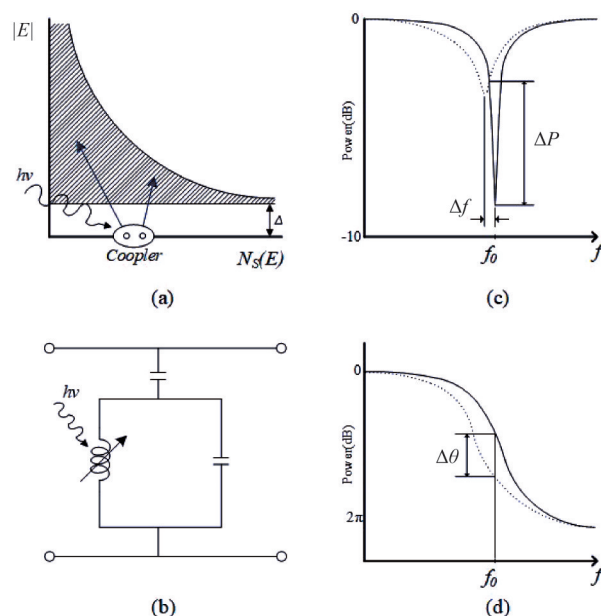 |E|
hν
Δ
Coopler
N_S(E)
(a)
0
Power(dB)
ΔP
Δf
-10
f_0
f
(c)
hν
(b)
0
Power(dB)
Δθ
2π
f_0
f
(d)